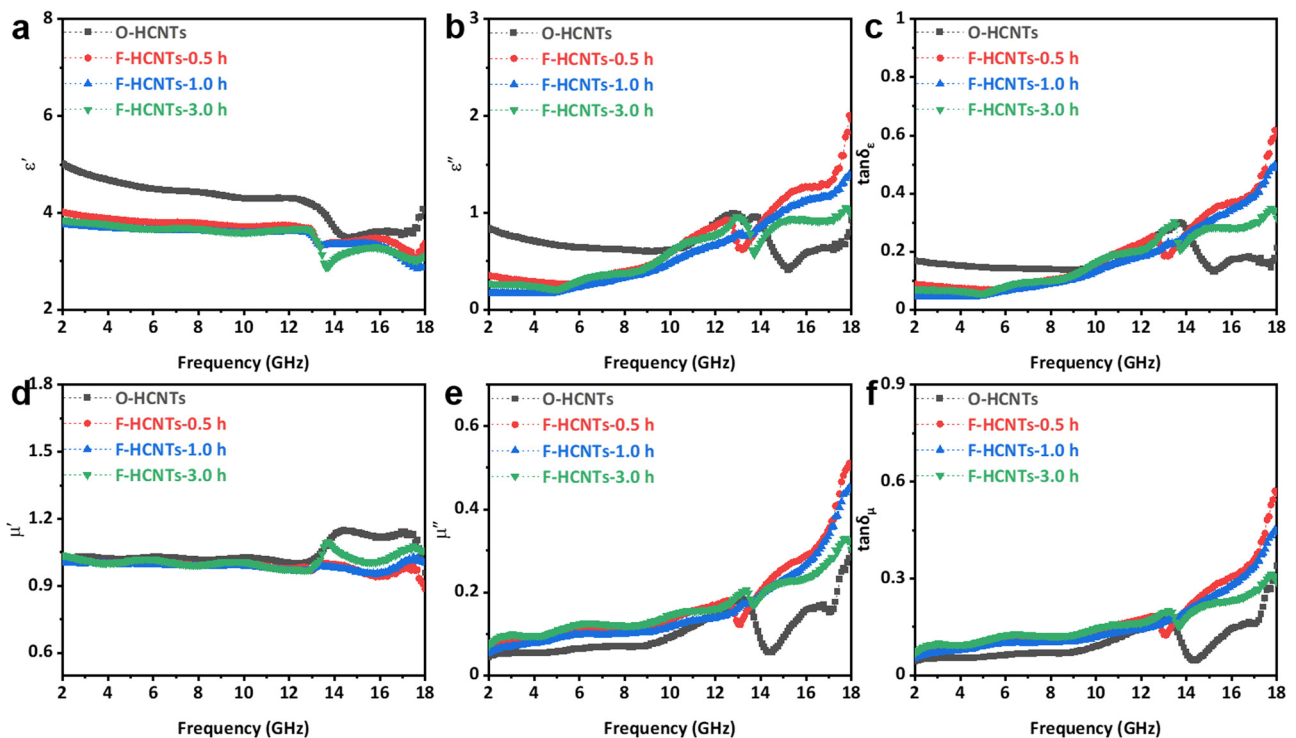 a
O-HCNTs
F-HCNTs-0.5 h
F-HCNTs-1.0 h
F-HCNTs-3.0 h
8
6
4
2
ε′
2 4 6 8 10 12 14 16 18
Frequency (GHz)
b
O-HCNTs
F-HCNTs-0.5 h
F-HCNTs-1.0 h
F-HCNTs-3.0 h
3
2
1
0
ε″
2 4 6 8 10 12 14 16 18
Frequency (GHz)
c
O-HCNTs
F-HCNTs-0.5 h
F-HCNTs-1.0 h
F-HCNTs-3.0 h
1
0.8
0.6
0.4
0.2
0
tanδε
2 4 6 8 10 12 14 16 18
Frequency (GHz)
d
O-HCNTs
F-HCNTs-0.5 h
F-HCNTs-1.0 h
F-HCNTs-3.0 h
1.8
1.5
1.2
0.9
0.6
μ′
2 4 6 8 10 12 14 16 18
Frequency (GHz)
e
O-HCNTs
F-HCNTs-0.5 h
F-HCNTs-1.0 h
F-HCNTs-3.0 h
0.6
0.4
0.2
0
μ″
2 4 6 8 10 12 14 16 18
Frequency (GHz)
f
O-HCNTs
F-HCNTs-0.5 h
F-HCNTs-1.0 h
F-HCNTs-3.0 h
0.9
0.6
0.3
0
tanδμ
2 4 6 8 10 12 14 16 18
Frequency (GHz)